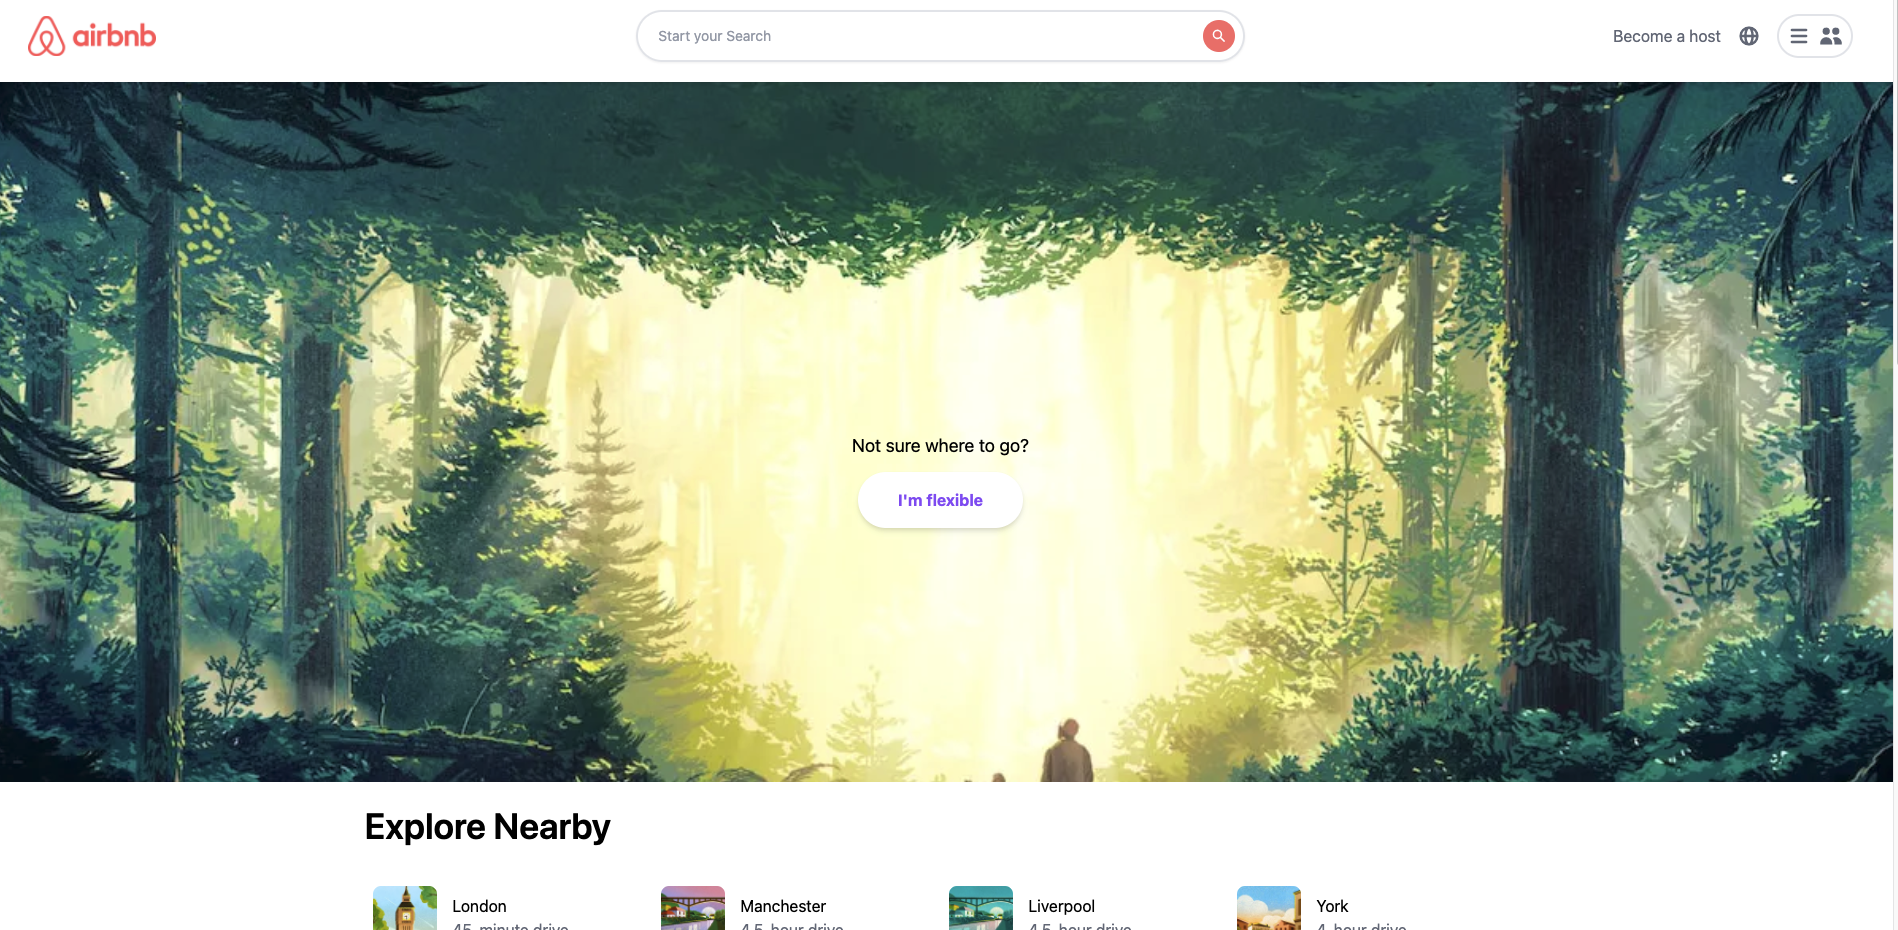 airbnb
Start your Search
Become a host
Not sure where to go?
I'm flexible
Explore Nearby
London
45-minute drive
Manchester
4.5-hour drive
Liverpool
4.5-hour drive
York
4-hour drive